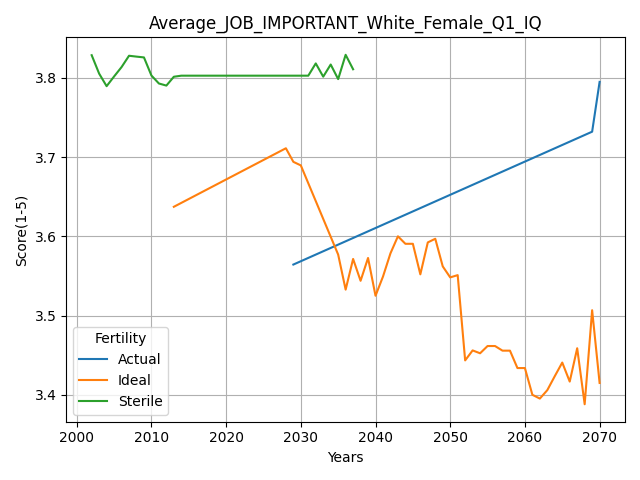 Average_JOB_IMPORTANT_White_Female_Q1_IQ
Score(1-5)
3.8
3.7
3.6
3.5
3.4
Fertility
Actual
Ideal
Sterile
2000 2010 2020 2030 2040 2050 2060 2070
Years